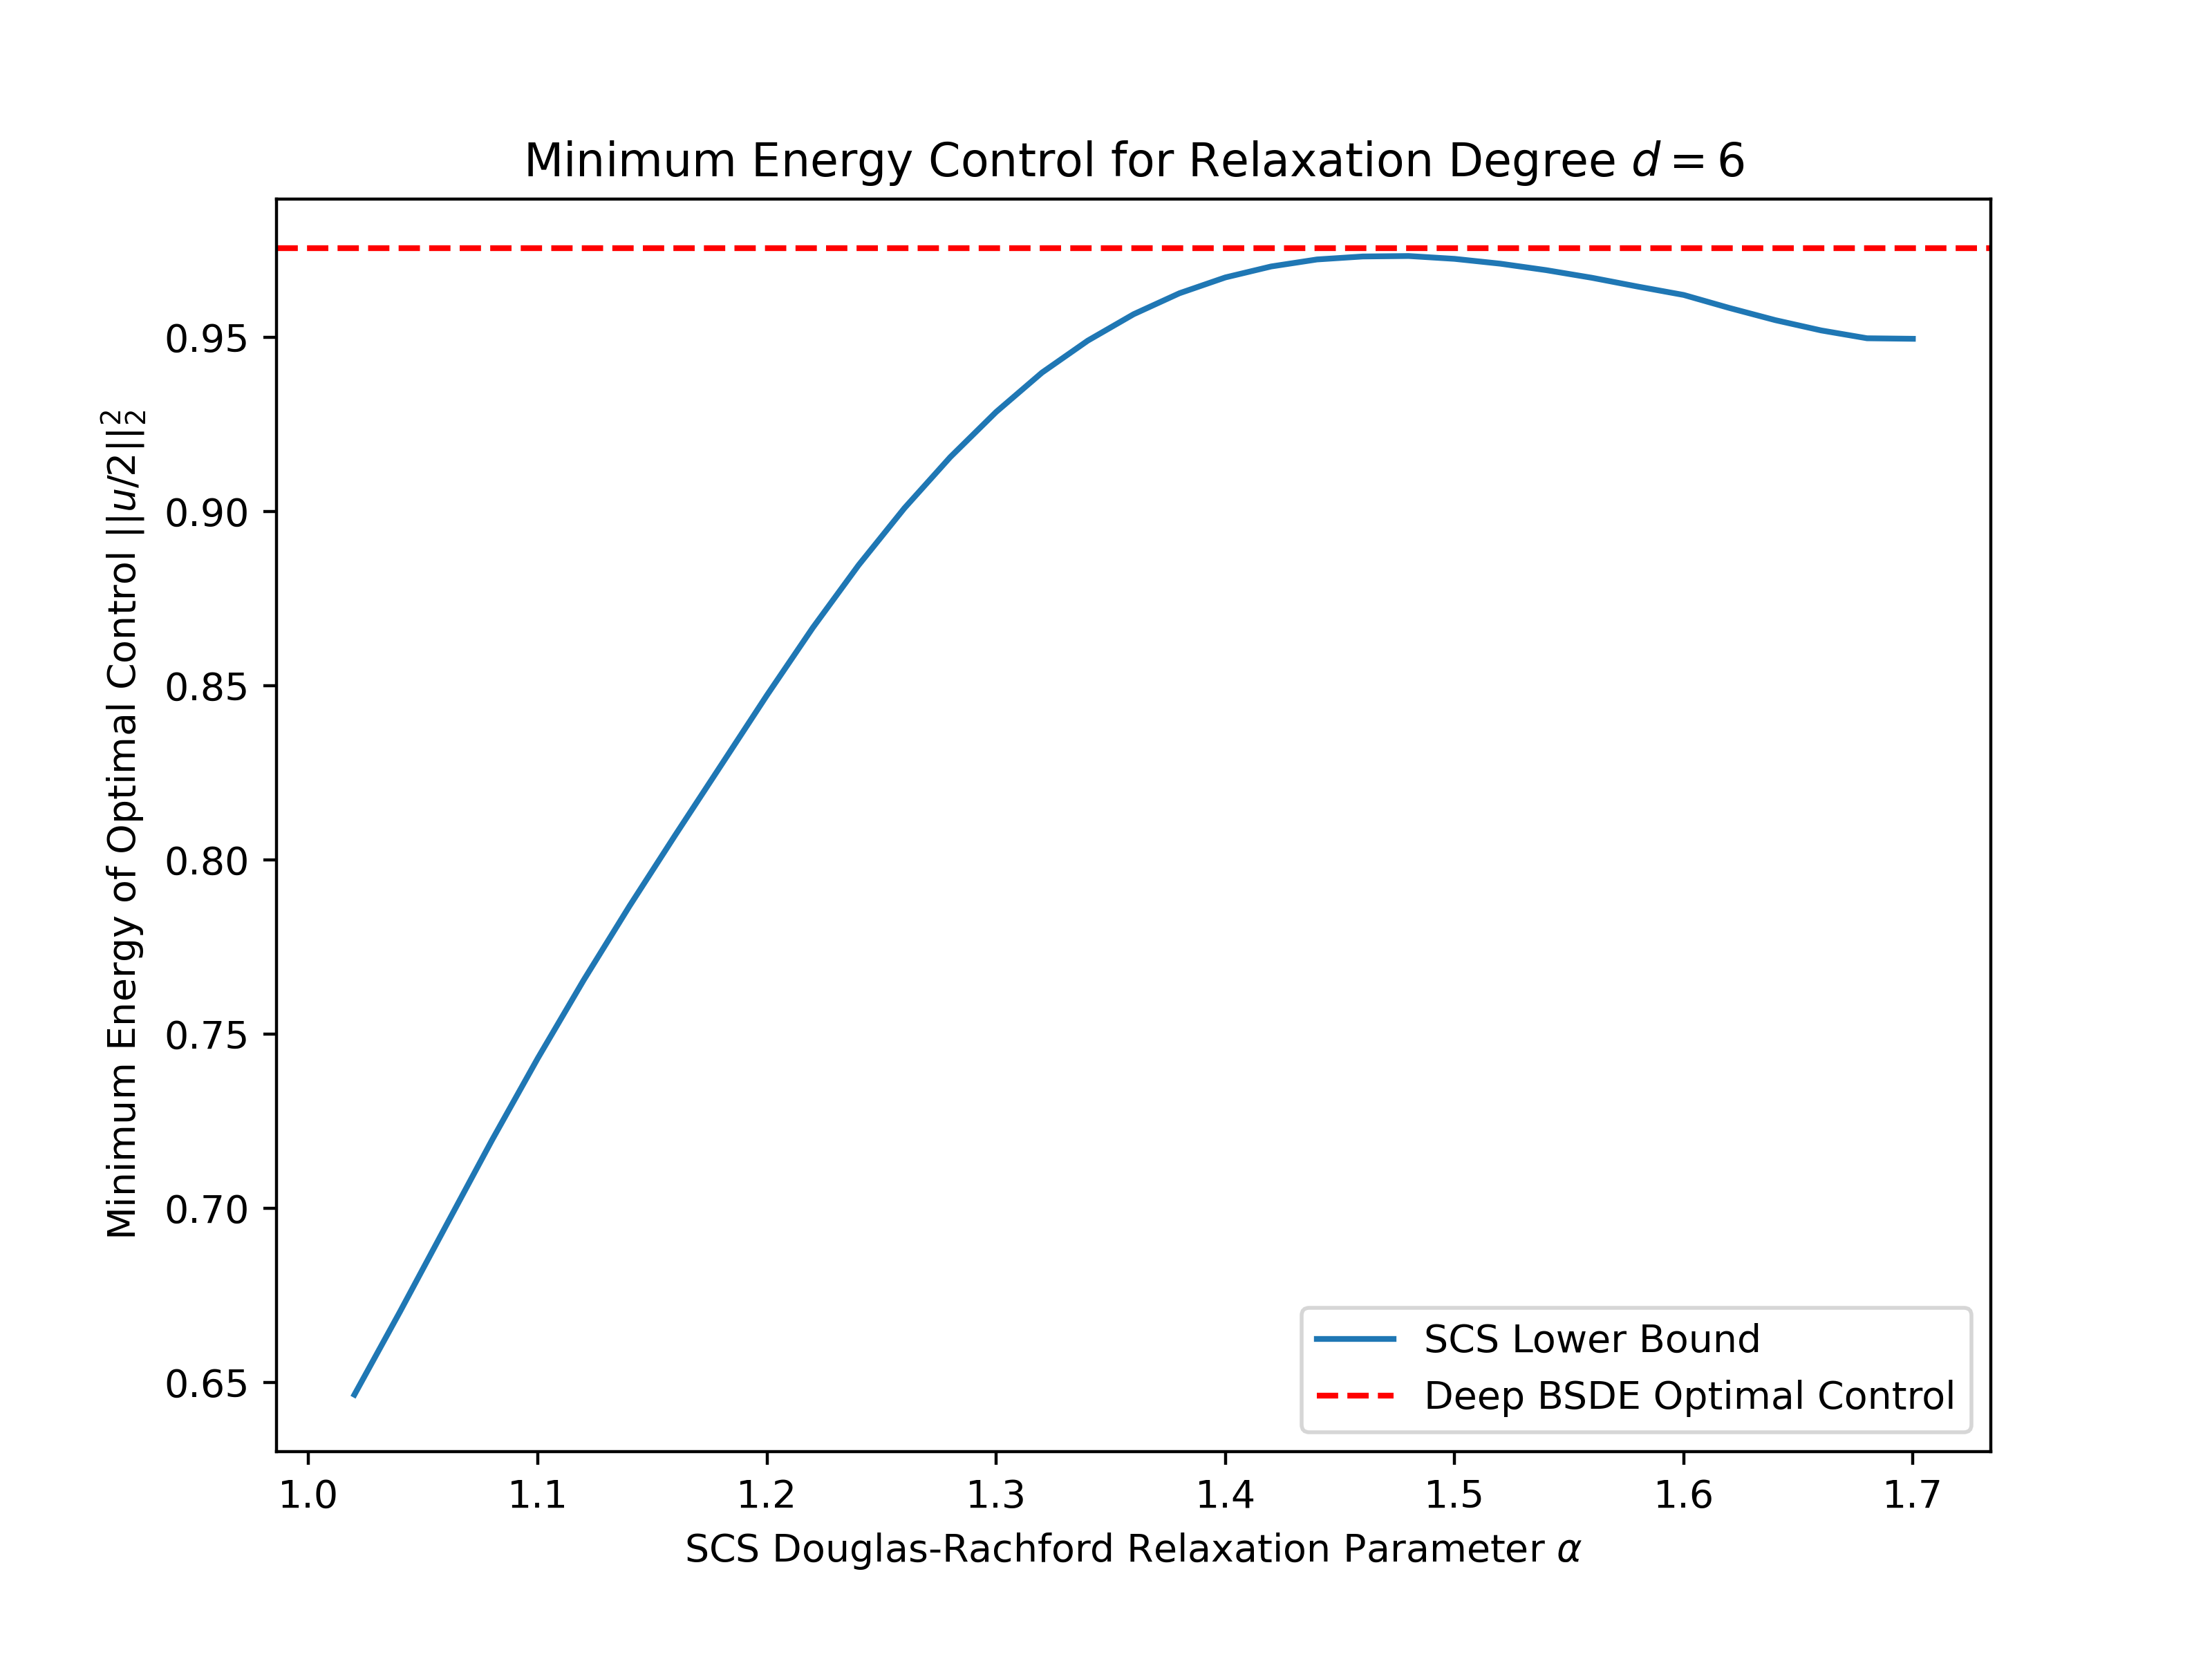 Minimum Energy Control for Relaxation Degree d = 6
Minimum Energy of Optimal Control ||u/2||₂²
0.95
0.90
0.85
0.80
0.75
0.70
0.65
SCS Lower Bound
Deep BSDE Optimal Control
1.0 1.1 1.2 1.3 1.4 1.5 1.6 1.7
SCS Douglas-Rachford Relaxation Parameter α